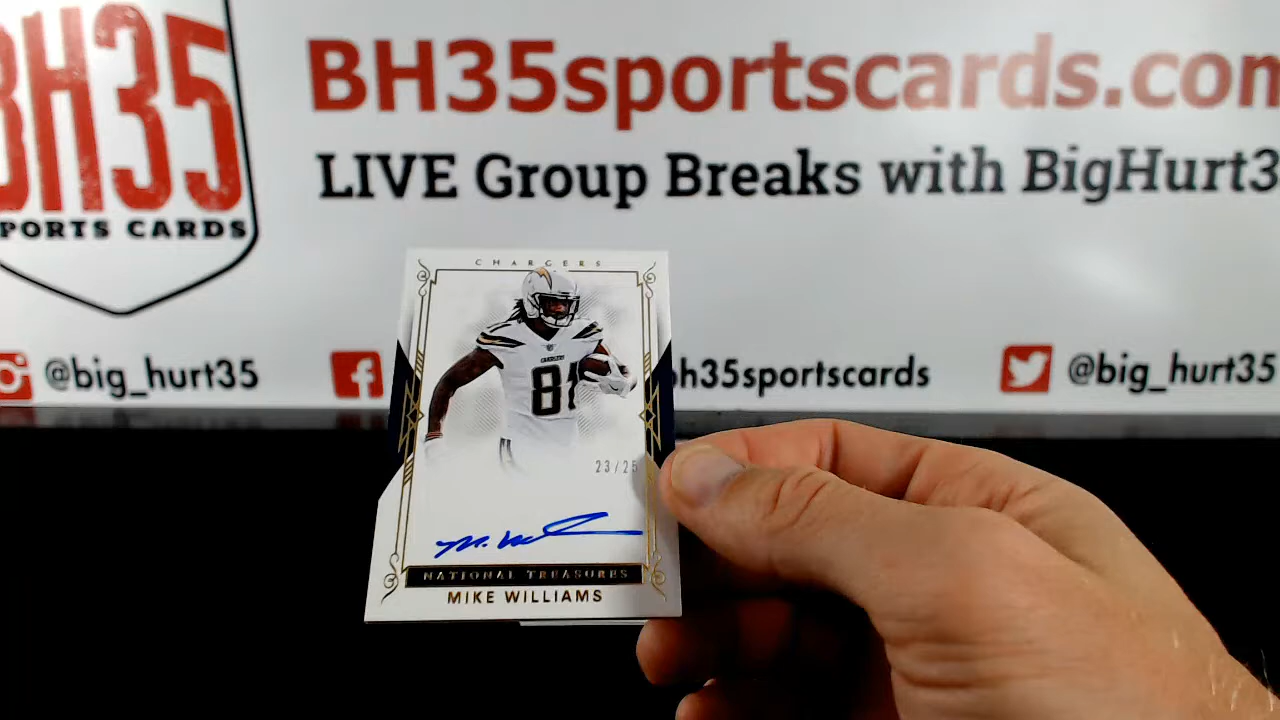 BH35
PORTS CARDS
BH35sportscards.com
LIVE Group Breaks with BigHurt3
@big_hurt35
h35sportscards
@big_hurt35
CHARGERS
CHARGERS
81
23/25
M. W
NATIONAL TREASURES
MIKE WILLIAMS